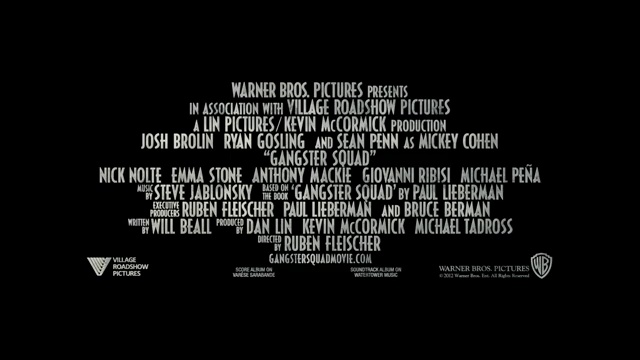 WARNER BROS. PICTURES PRESENTS
IN ASSOCIATION WITH VILLAGE ROADSHOW PICTURES
A LIN PICTURES/KEVIN McCORMICK PRODUCTION
JOSH BROLIN RYAN GOSLING AND SEAN PENN AS MICKEY COHEN
"GANGSTER SQUAD"
NICK NOLTE EMMA STONE ANTHONY MACKIE GIOVANNI RIBISI MICHAEL PEÑA
MUSIC BY STEVE JABLONSKY BASED ON THE BOOK 'GANGSTER SQUAD' BY PAUL LIEBERMAN
EXECUTIVE PRODUCERS RUBEN FLEISCHER PAUL LIEBERMAN AND BRUCE BERMAN
WRITTEN BY WILL BEALL PRODUCED BY DAN LIN KEVIN McCORMICK MICHAEL TADROSS
DIRECTED BY RUBEN FLEISCHER
GANGSTERSQUADMOVIE.COM
VILLAGE
ROADSHOW
PICTURES
SCORE ALBUM ON
VARÈSE SARABANDE
SOUNDTRACK ALBUM ON
WATERTOWER MUSIC
WARNER BROS. PICTURES
©2012 Warner Bros. Ent. All Rights Reserved
WB